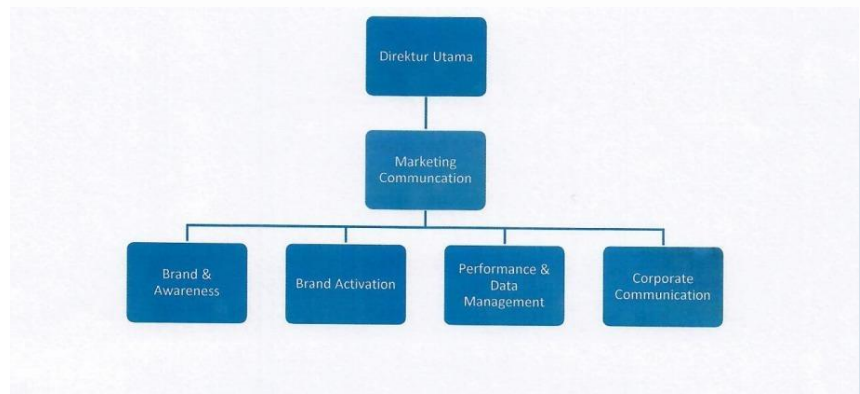 Direktur Utama
Marketing
Communcation
Brand &
Awareness
Brand Activation
Performance &
Data
Management
Corporate
Communication